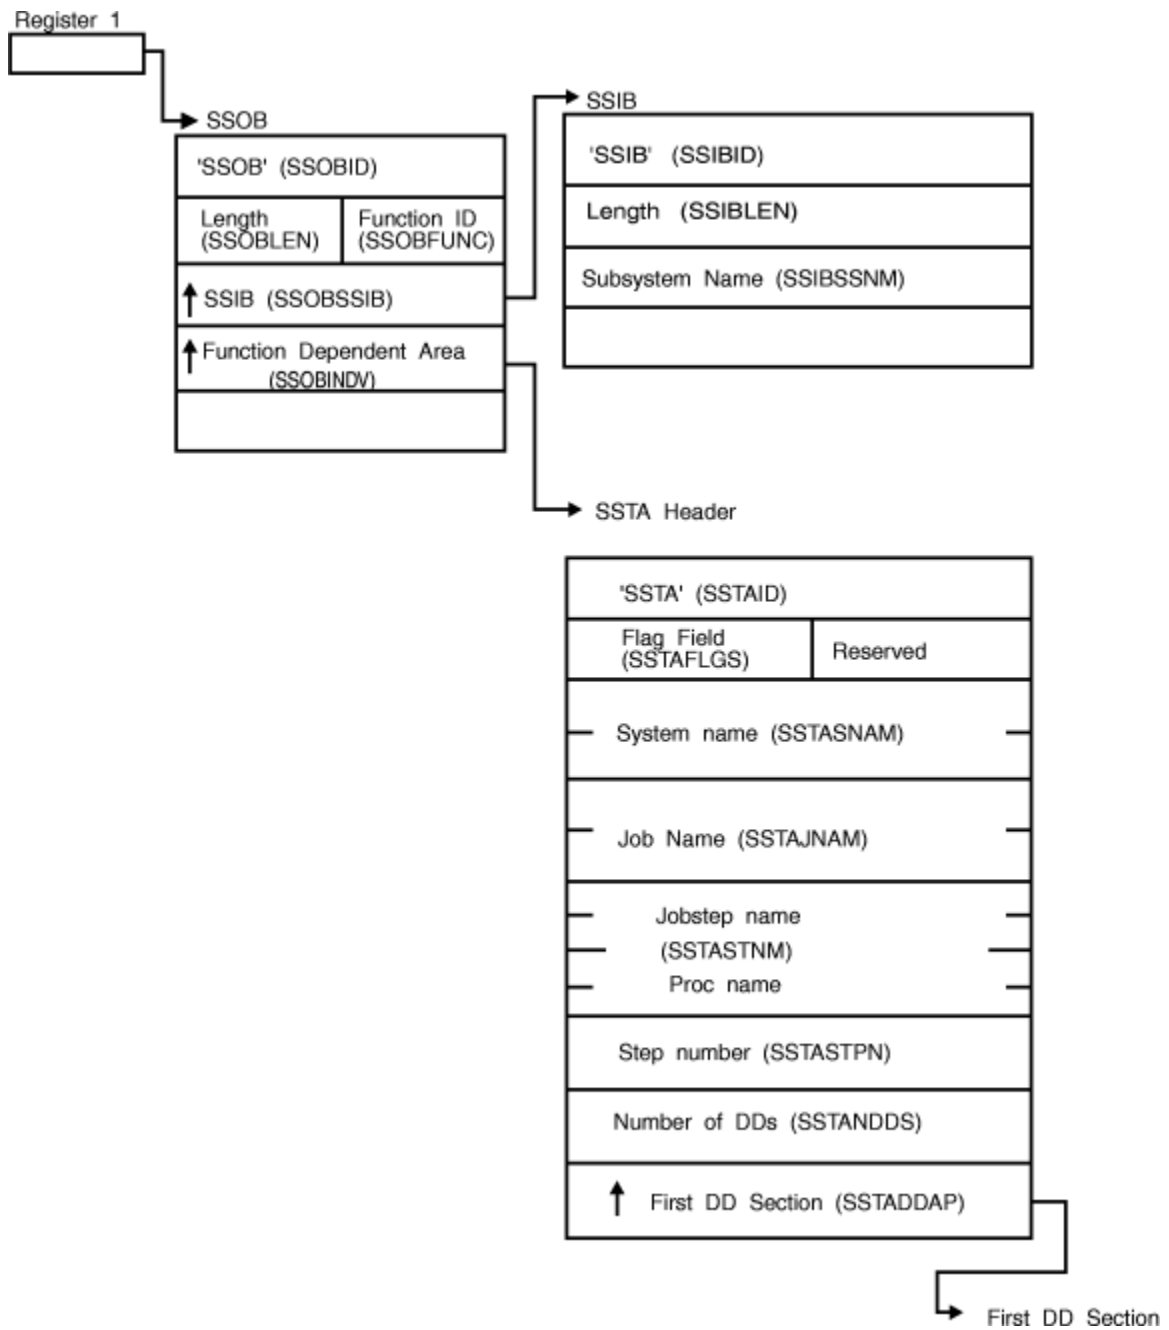 Register 1
SSOB
'SSOB' (SSOBID)
Length
(SSOBLEN)
Function ID
(SSOBFUNC)
SSIB (SSOBSSIB)
Function Dependent Area
(SSOBINDV)
SSIB
'SSIB' (SSIBID)
Length (SSIBLEN)
Subsystem Name (SSIBSSNM)
SSTA Header
'SSTA' (SSTAID)
Flag Field
(SSTAFLGS)
Reserved
System name (SSTASNAM)
Job Name (SSTAJNAM)
Jobstep name
(SSTASTNM)
Proc name
Step number (SSTASTPN)
Number of DDs (SSTANDDS)
First DD Section (SSTADDAP)
First DD Section